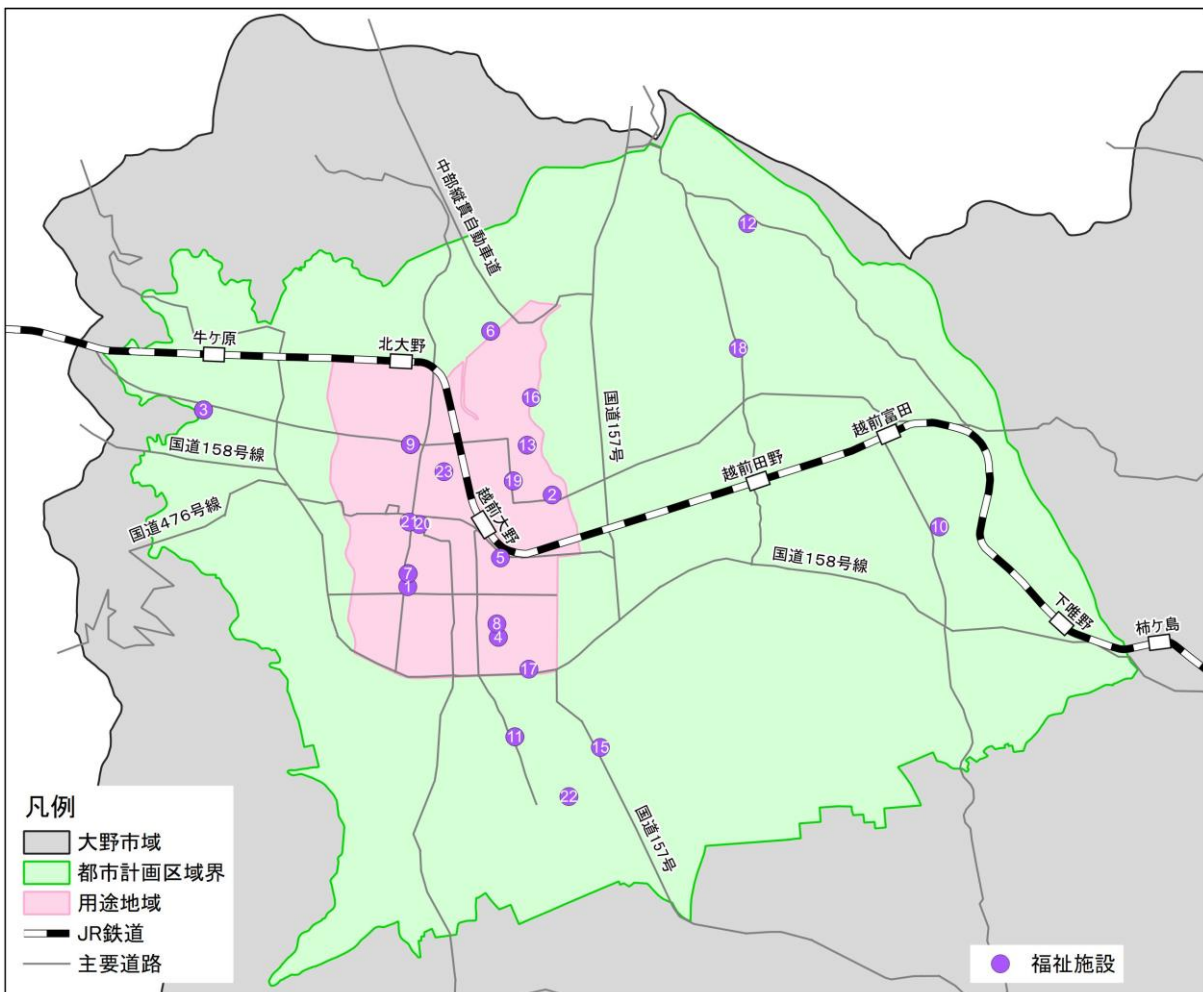 中部縦貫自動車道
12
6
牛ケ原
北大野
18
16
3
国道157号
越前富田
国道158号線
9
13
越前田野
23
19
2
国道476号線
越前大野
21
20
10
5
国道158号線
7
1
下唯野
柿ケ島
8
4
17
11
15
22
国道157号
凡例
大野市域
都市計画区域界
用途地域
JR鉄道
主要道路
福祉施設